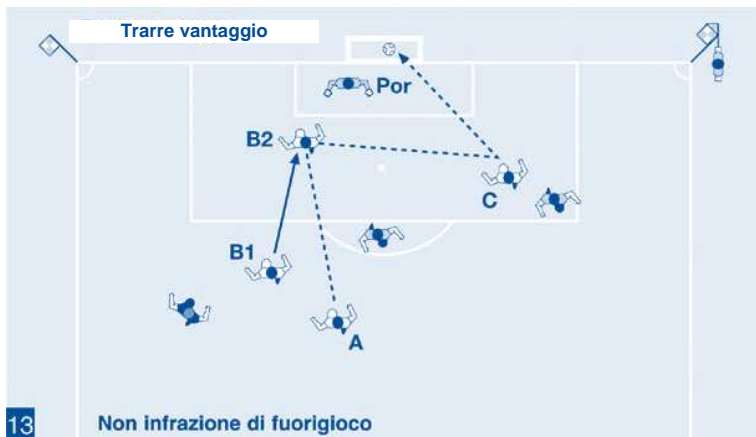 Trarre vantaggio
Por
B2
C
B1
A
13
Non infrazione di fuorigioco